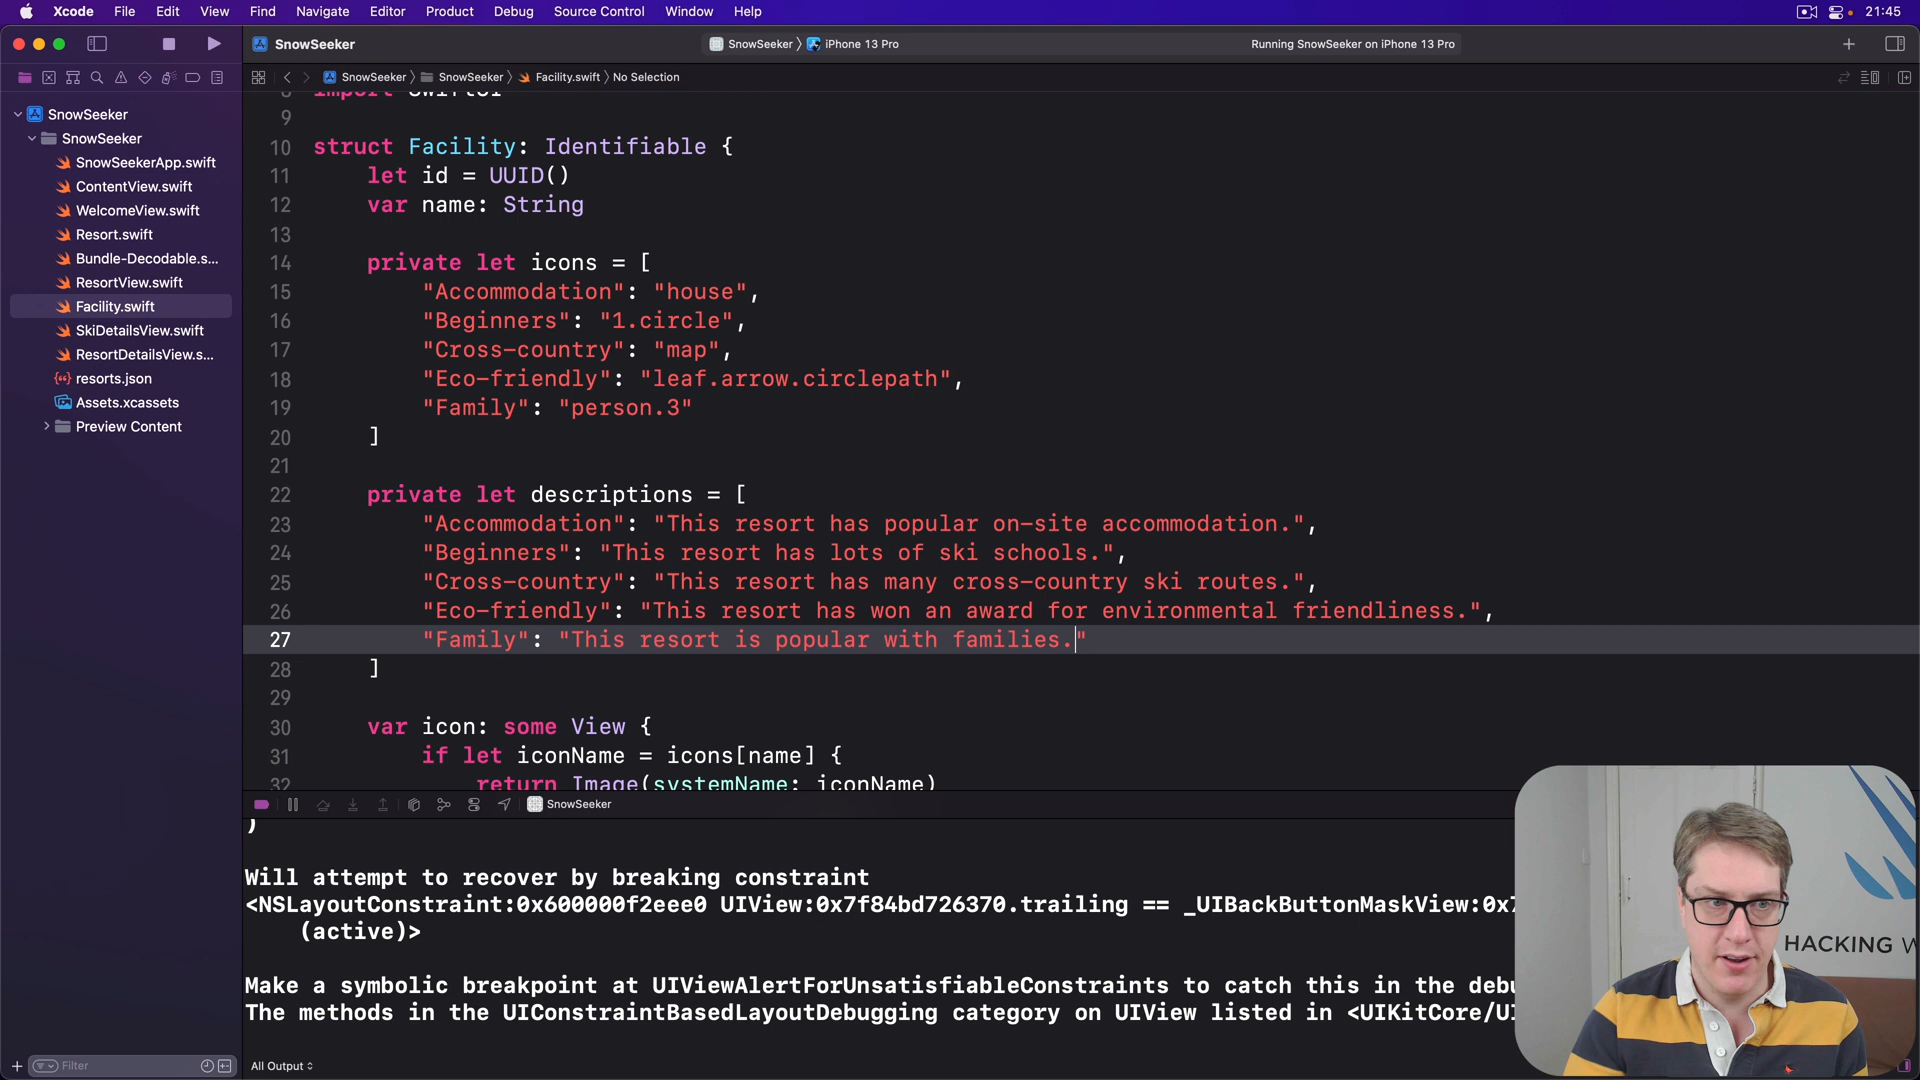 Xcode File Edit View Find Navigate Editor Product Debug Source Control Window Help 21:45
SnowSeeker SnowSeeker iPhone 13 Pro Running SnowSeeker on iPhone 13 Pro
SnowSeeker SnowSeeker Facility.swift No Selection
SnowSeeker
SnowSeeker
SnowSeekerApp.swift
ContentView.swift
WelcomeView.swift
Resort.swift
Bundle-Decodable.s...
ResortView.swift
Facility.swift
SkiDetailsView.swift
ResortDetailsView.s...
resorts.json
Assets.xcassets
Preview Content
Filter
8 import SwiftUI
9
10 struct Facility: Identifiable {
11 let id = UUID()
12 var name: String
13
14 private let icons = [
15 "Accommodation": "house",
16 "Beginners": "1.circle",
17 "Cross-country": "map",
18 "Eco-friendly": "leaf.arrow.circlepath",
19 "Family": "person.3"
20 ]
21
22 private let descriptions = [
23 "Accommodation": "This resort has popular on-site accommodation.",
24 "Beginners": "This resort has lots of ski schools.",
25 "Cross-country": "This resort has many cross-country ski routes.",
26 "Eco-friendly": "This resort has won an award for environmental friendliness.",
27 "Family": "This resort is popular with families."
28 ]
29
30 var icon: some View {
31 if let iconName = icons[name] {
32 return Image(systemName: iconName)
SnowSeeker
)
Will attempt to recover by breaking constraint
<NSLayoutConstraint:0x600000f2eee0 UIView:0x7f84bd726370.trailing == _UIBackButtonMaskView:0x7
(active)>
Make a symbolic breakpoint at UIViewAlertForUnsatisfiableConstraints to catch this in the debu
The methods in the UIConstraintBasedLayoutDebugging category on UIView listed in <UIKitCore/UI
All Output
HACKING W